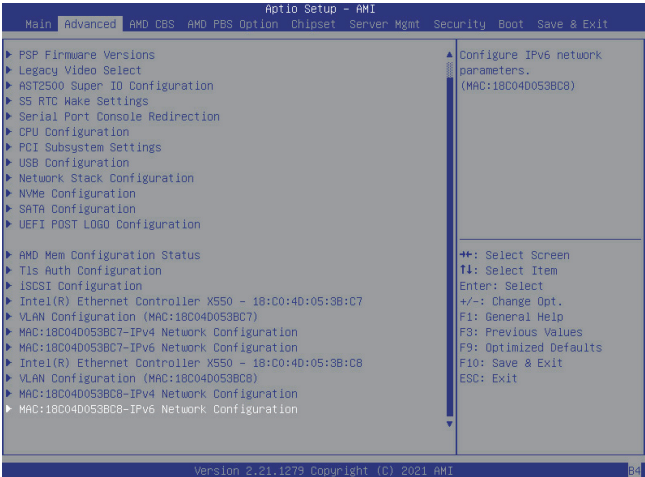 Aptio Setup – AMI
Main Advanced AMD CBS AMD PBS Option Chipset Server Mgmt Security Boot Save & Exit
▶ PSP Firmware Versions
▶ Legacy Video Select
▶ AST2500 Super IO Configuration
▶ S5 RTC Wake Settings
▶ Serial Port Console Redirection
▶ CPU Configuration
▶ PCI Subsystem Settings
▶ USB Configuration
▶ Network Stack Configuration
▶ NVMe Configuration
▶ SATA Configuration
▶ UEFI POST LOGO Configuration
▶ AMD Mem Configuration Status
▶ Tls Auth Configuration
▶ iSCSI Configuration
▶ Intel(R) Ethernet Controller X550 – 18:C0:4D:05:3B:C7
▶ VLAN Configuration (MAC:18C04D053BC7)
▶ MAC:18C04D053BC7-IPv4 Network Configuration
▶ MAC:18C04D053BC7-IPv6 Network Configuration
▶ Intel(R) Ethernet Controller X550 – 18:C0:4D:05:3B:C8
▶ VLAN Configuration (MAC:18C04D053BC8)
▶ MAC:18C04D053BC8-IPv4 Network Configuration
▶ MAC:18C04D053BC8-IPv6 Network Configuration
Configure IPv6 network
parameters.
(MAC:18C04D053BC8)
→←: Select Screen
↑↓: Select Item
Enter: Select
+/-: Change Opt.
F1: General Help
F3: Previous Values
F9: Optimized Defaults
F10: Save & Exit
ESC: Exit
Version 2.21.1279 Copyright (C) 2021 AMI
B4